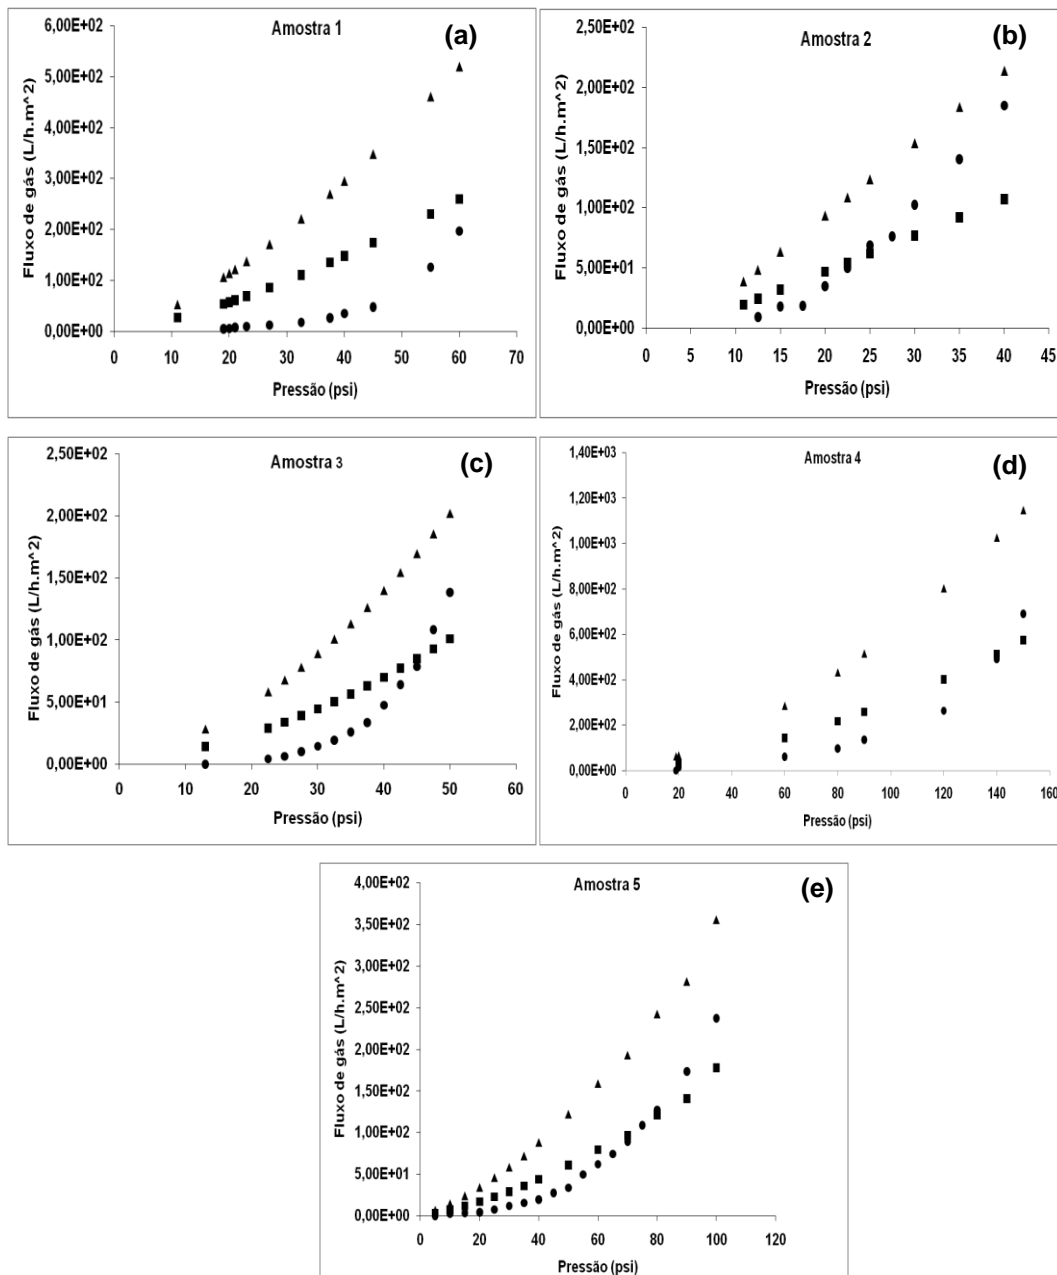 Amostra 1
(a)
Fluxo de gás (L/h.m^2)
6,00E+02
5,00E+02
4,00E+02
3,00E+02
2,00E+02
1,00E+02
0,00E+00
0 10 20 30 40 50 60 70
Pressão (psi)
Amostra 2
(b)
Fluxo de gás (L/h.m^2)
2,50E+02
2,00E+02
1,50E+02
1,00E+02
5,00E+01
0,00E+00
0 5 10 15 20 25 30 35 40 45
Pressão (psi)
Amostra 3
(c)
Fluxo de gás (L/h.m^2)
2,50E+02
2,00E+02
1,50E+02
1,00E+02
5,00E+01
0,00E+00
0 10 20 30 40 50 60
Pressão (psi)
Amostra 4
(d)
Fluxo de gás (L/h.m^2)
1,40E+03
1,20E+03
1,00E+03
8,00E+02
6,00E+02
4,00E+02
2,00E+02
0,00E+00
0 20 40 60 80 100 120 140 160
Pressão (psi)
Amostra 5
(e)
Fluxo de gás (L/h.m^2)
4,00E+02
3,50E+02
3,00E+02
2,50E+02
2,00E+02
1,50E+02
1,00E+02
5,00E+01
0,00E+00
0 20 40 60 80 100 120
Pressão (psi)